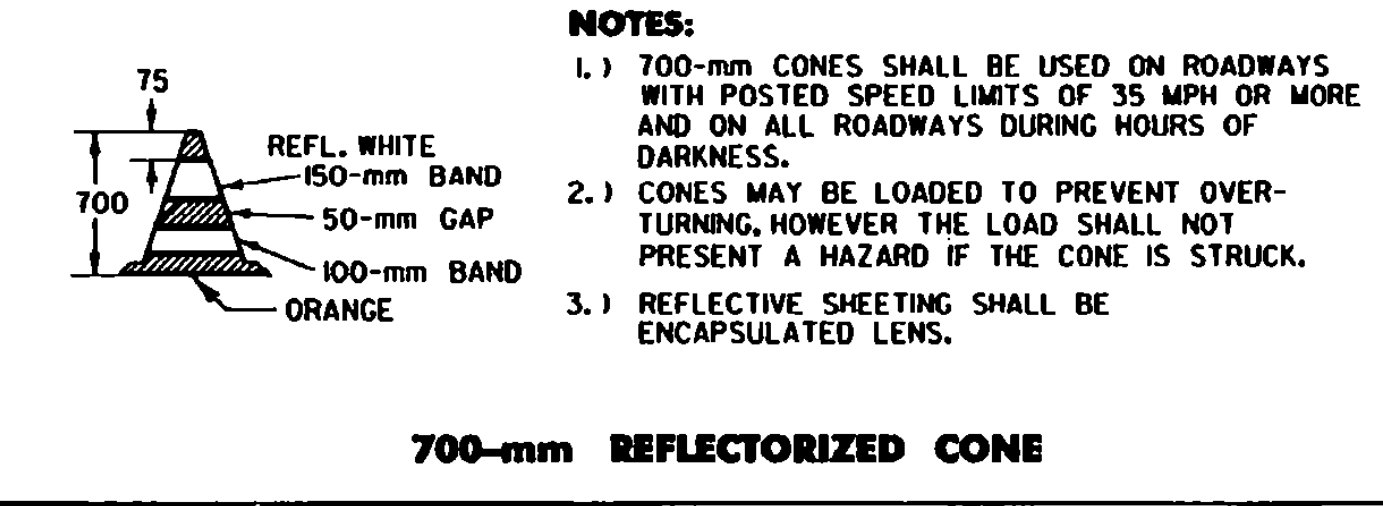 75
700
REFL. WHITE
150-mm BAND
50-mm GAP
100-mm BAND
ORANGE
NOTES:
1.) 700-mm CONES SHALL BE USED ON ROADWAYS
WITH POSTED SPEED LIMITS OF 35 MPH OR MORE
AND ON ALL ROADWAYS DURING HOURS OF
DARKNESS.
2.) CONES MAY BE LOADED TO PREVENT OVER-
TURNING. HOWEVER THE LOAD SHALL NOT
PRESENT A HAZARD IF THE CONE IS STRUCK.
3.) REFLECTIVE SHEETING SHALL BE
ENCAPSULATED LENS.
700-mm REFLECTORIZED CONE